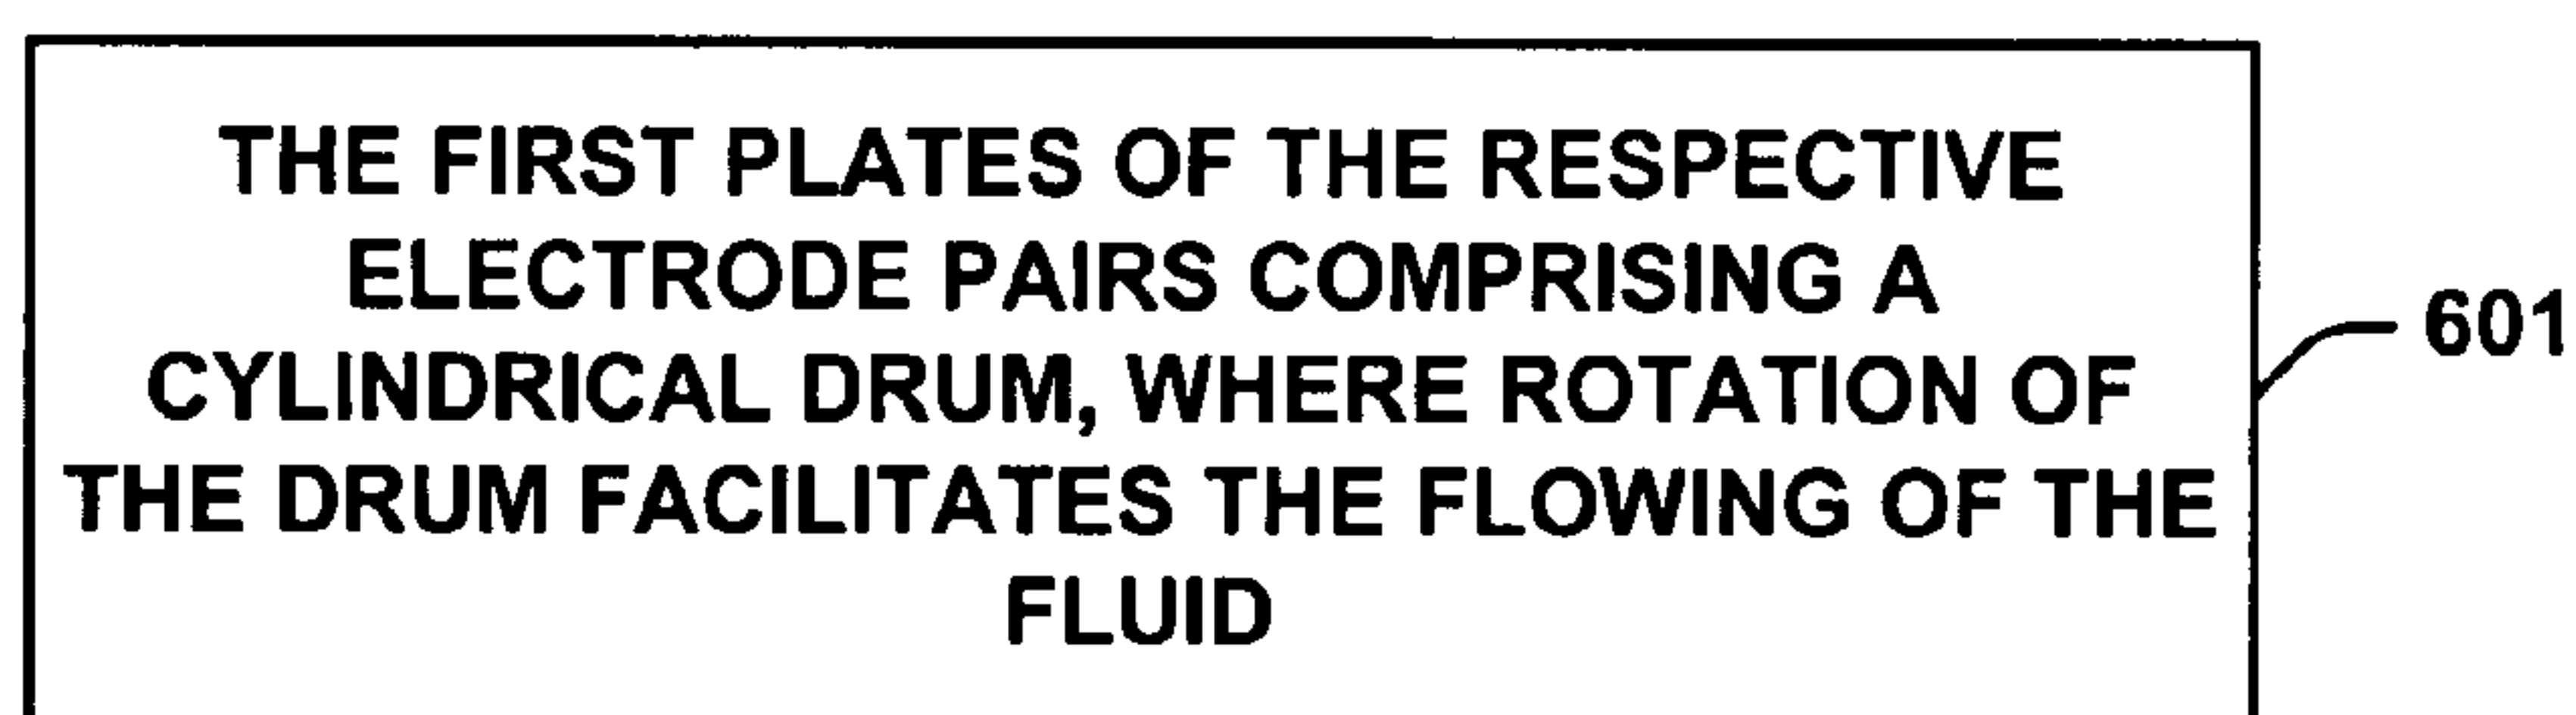 THE FIRST PLATES OF THE RESPECTIVE
ELECTRODE PAIRS COMPRISING A
CYLINDRICAL DRUM, WHERE ROTATION OF
THE DRUM FACILITATES THE FLOWING OF THE
FLUID
601